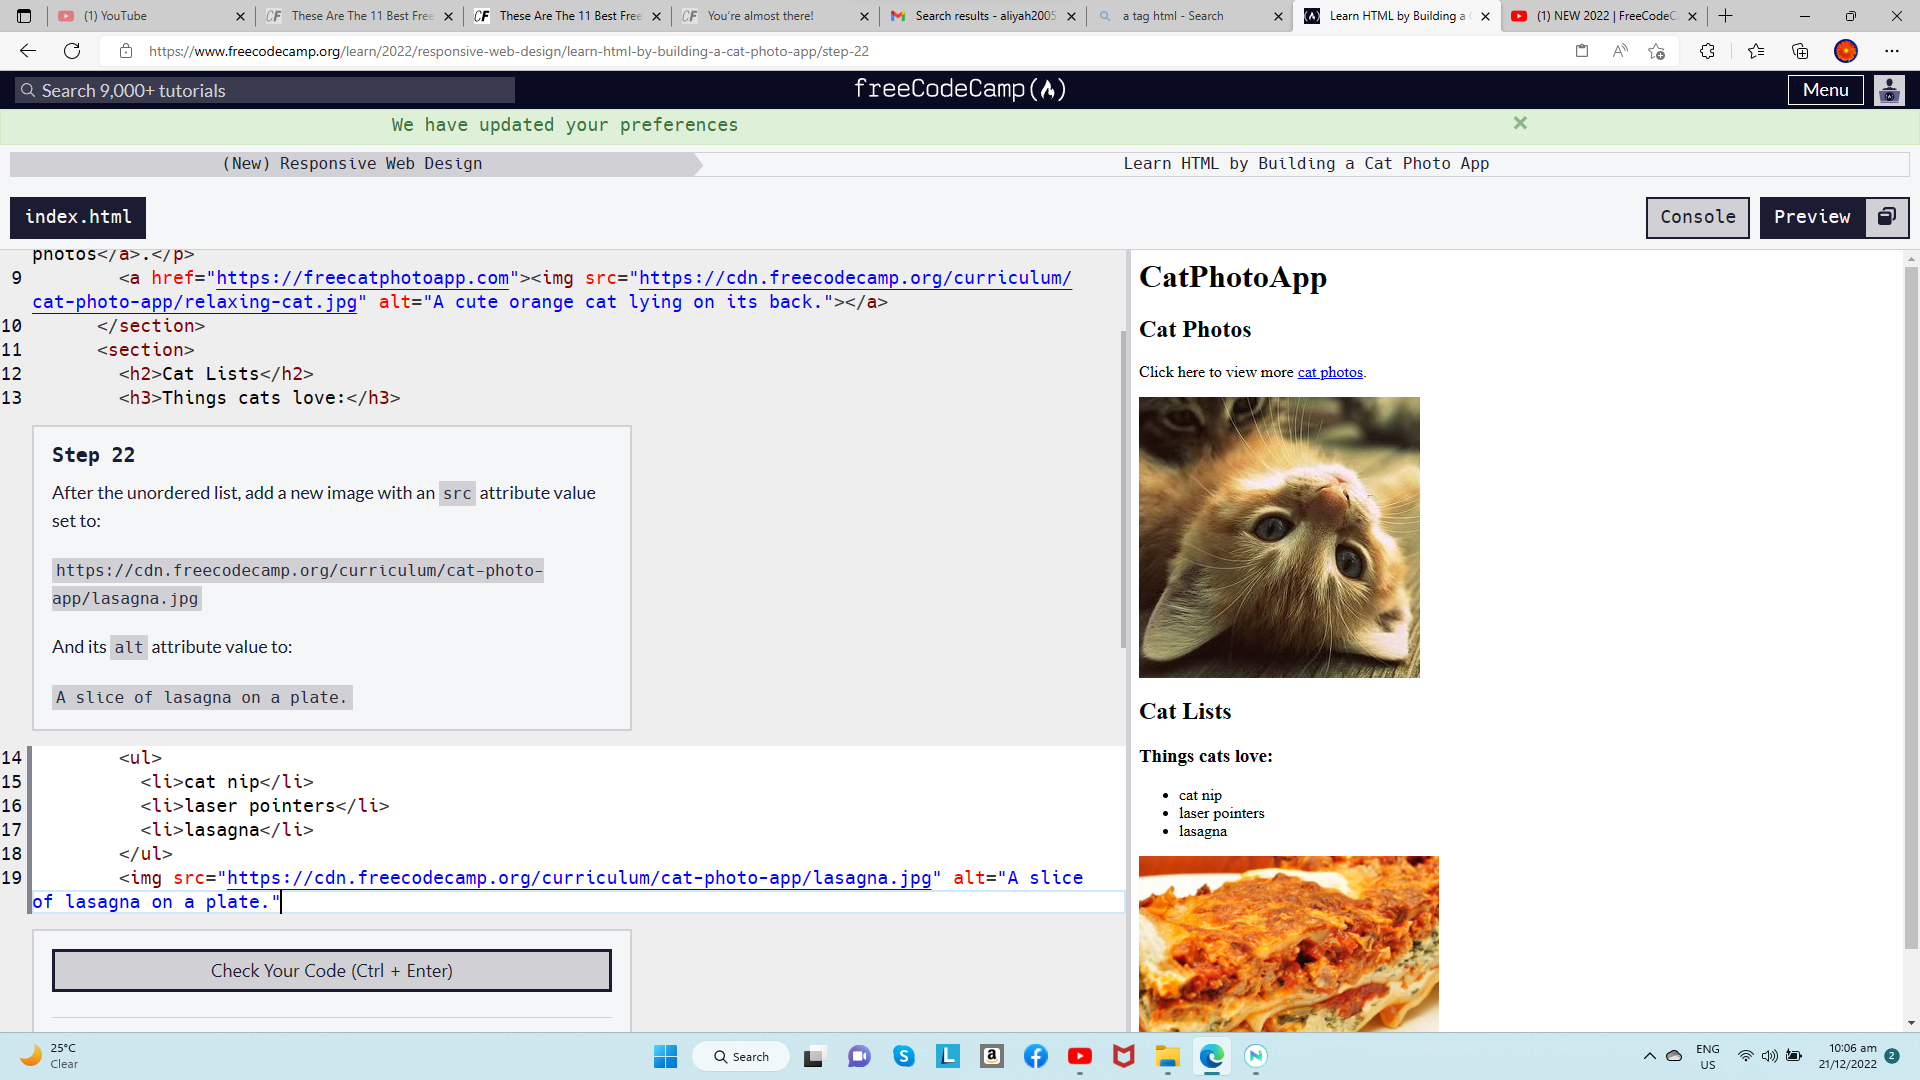 (1) YouTube
These Are The 11 Best Free
These Are The 11 Best Free
You're almost there!
Search results - aliyah2005
a tag html - Search
Learn HTML by Building a
(1) NEW 2022 | FreeCodeC
https://www.freecodecamp.org/learn/2022/responsive-web-design/learn-html-by-building-a-cat-photo-app/step-22
Search 9,000+ tutorials
freeCodeCamp
Menu
We have updated your preferences
(New) Responsive Web Design
Learn HTML by Building a Cat Photo App
index.html
Console
Preview
photos</a>.</p>
9 <a href="https://freecatphotoapp.com"><img src="https://cdn.freecodecamp.org/curriculum/
cat-photo-app/relaxing-cat.jpg" alt="A cute orange cat lying on its back."></a>
10 </section>
11 <section>
12 <h2>Cat Lists</h2>
13 <h3>Things cats love:</h3>
Step 22
After the unordered list, add a new image with an src attribute value
set to:
https://cdn.freecodecamp.org/curriculum/cat-photo-
app/lasagna.jpg
And its alt attribute value to:
A slice of lasagna on a plate.
14 <ul>
15 <li>cat nip</li>
16 <li>laser pointers</li>
17 <li>lasagna</li>
18 </ul>
19 <img src="https://cdn.freecodecamp.org/curriculum/cat-photo-app/lasagna.jpg" alt="A slice
of lasagna on a plate."
Check Your Code (Ctrl + Enter)
CatPhotoApp
Cat Photos
Click here to view more cat photos.
Cat Lists
Things cats love:
cat nip
laser pointers
lasagna
25°C
Clear
Search
ENG
US
10:06 am
21/12/2022
2